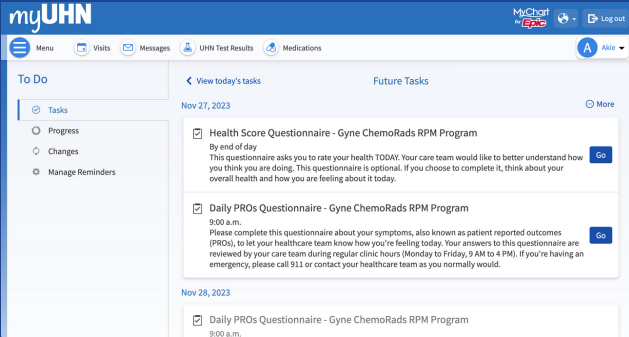 myUHN
MyChart
by Epic
Log out
Menu
Visits
Messages
UHN Test Results
Medications
A
Akie
To Do
Tasks
Progress
Changes
Manage Reminders
View today's tasks
Future Tasks
Nov 27, 2023
More
Health Score Questionnaire - Gyne ChemoRads RPM Program
By end of day
This questionnaire asks you to rate your health TODAY. Your care team would like to better understand how
you think you are doing. This questionnaire is optional. If you choose to complete it, think about your
overall health and how you are feeling about it today.
Go
Daily PROs Questionnaire - Gyne ChemoRads RPM Program
9:00 a.m.
Please complete this questionnaire about your symptoms, also known as patient reported outcomes
(PROs), to let your healthcare team know how you're feeling today. Your answers to this questionnaire are
reviewed by your care team during regular clinic hours (Monday to Friday, 9 AM to 4 PM). If you're having an
emergency, please call 911 or contact your healthcare team as you normally would.
Go
Nov 28, 2023
Daily PROs Questionnaire - Gyne ChemoRads RPM Program
9:00 a.m.